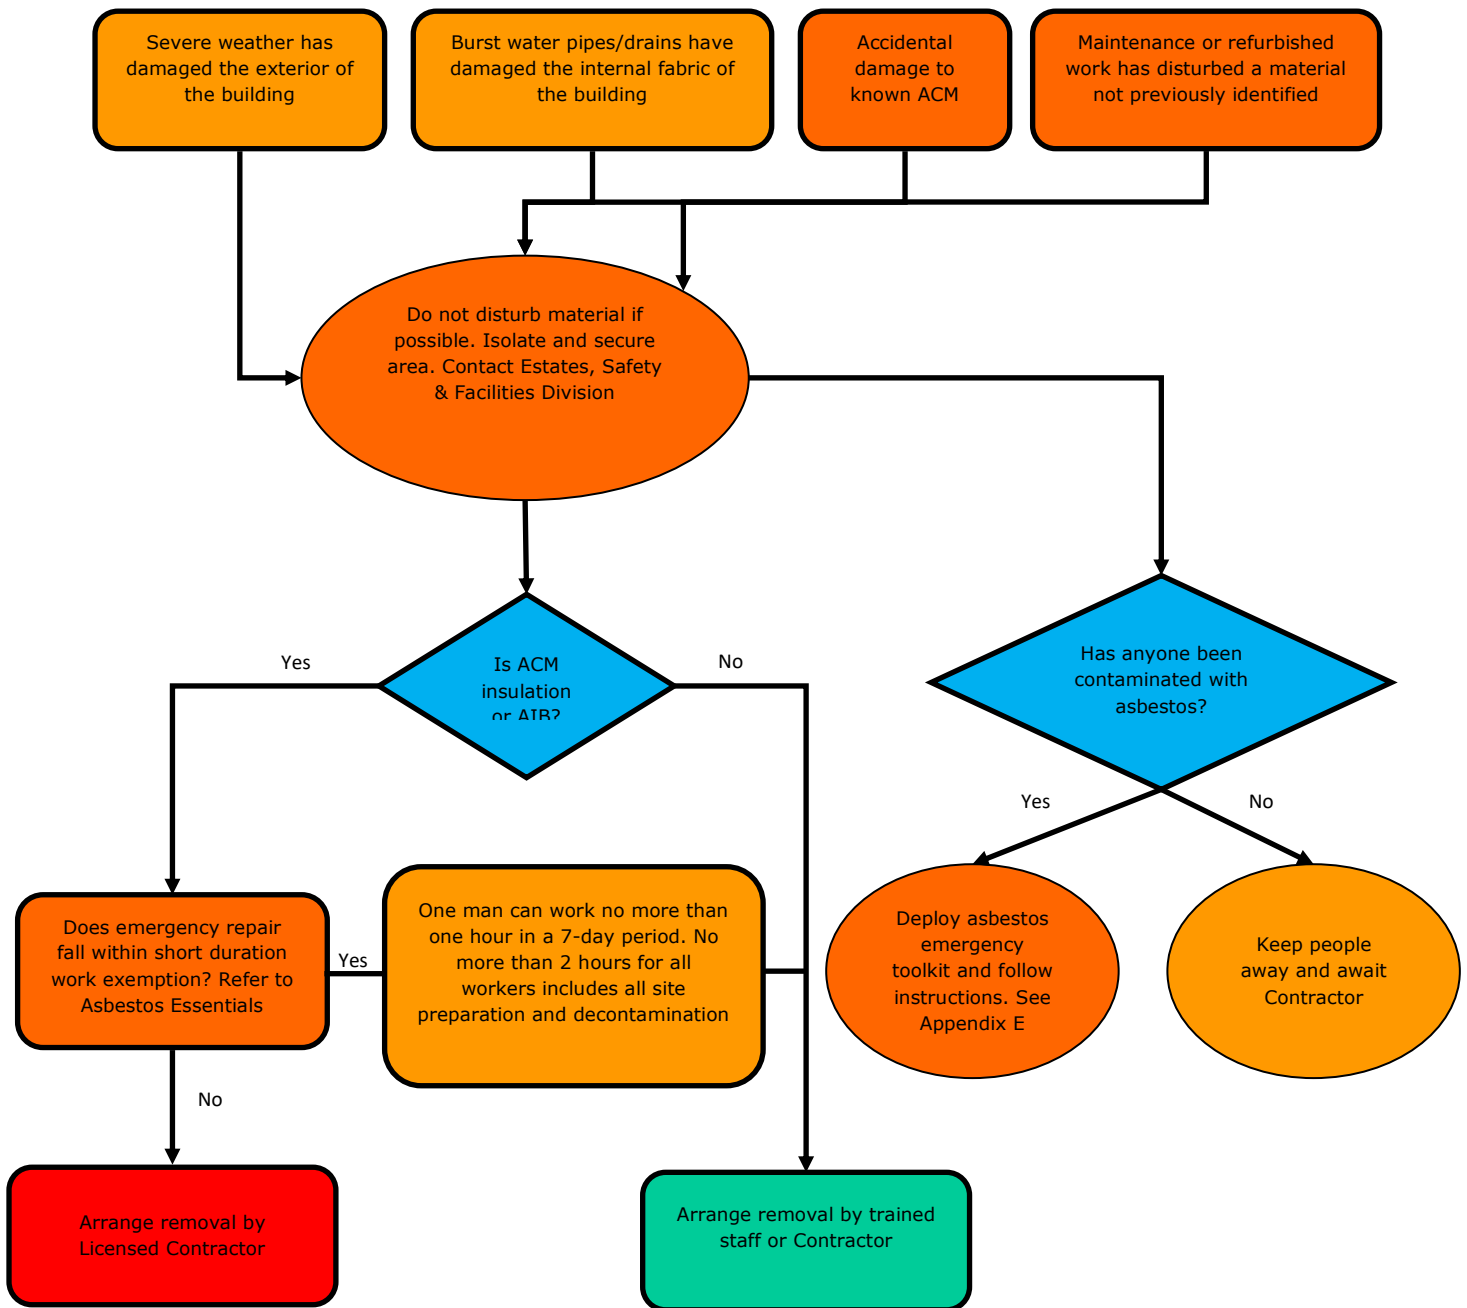 Severe weather has
damaged the exterior of
the building
Burst water pipes/drains have
damaged the internal fabric of
the building
Accidental
damage to
known ACM
Maintenance or refurbished
work has disturbed a material
not previously identified
Do not disturb material if
possible. Isolate and secure
area. Contact Estates, Safety
& Facilities Division
Yes
Is ACM
insulation
or AIB?
No
Has anyone been
contaminated with
asbestos?
Yes
No
Does emergency repair
fall within short duration
work exemption? Refer to
Asbestos Essentials
Yes
One man can work no more than
one hour in a 7-day period. No
more than 2 hours for all
workers includes all site
preparation and decontamination
Deploy asbestos
emergency
toolkit and follow
instructions. See
Appendix E
Keep people
away and await
Contractor
No
Arrange removal by
Licensed Contractor
Arrange removal by trained
staff or Contractor